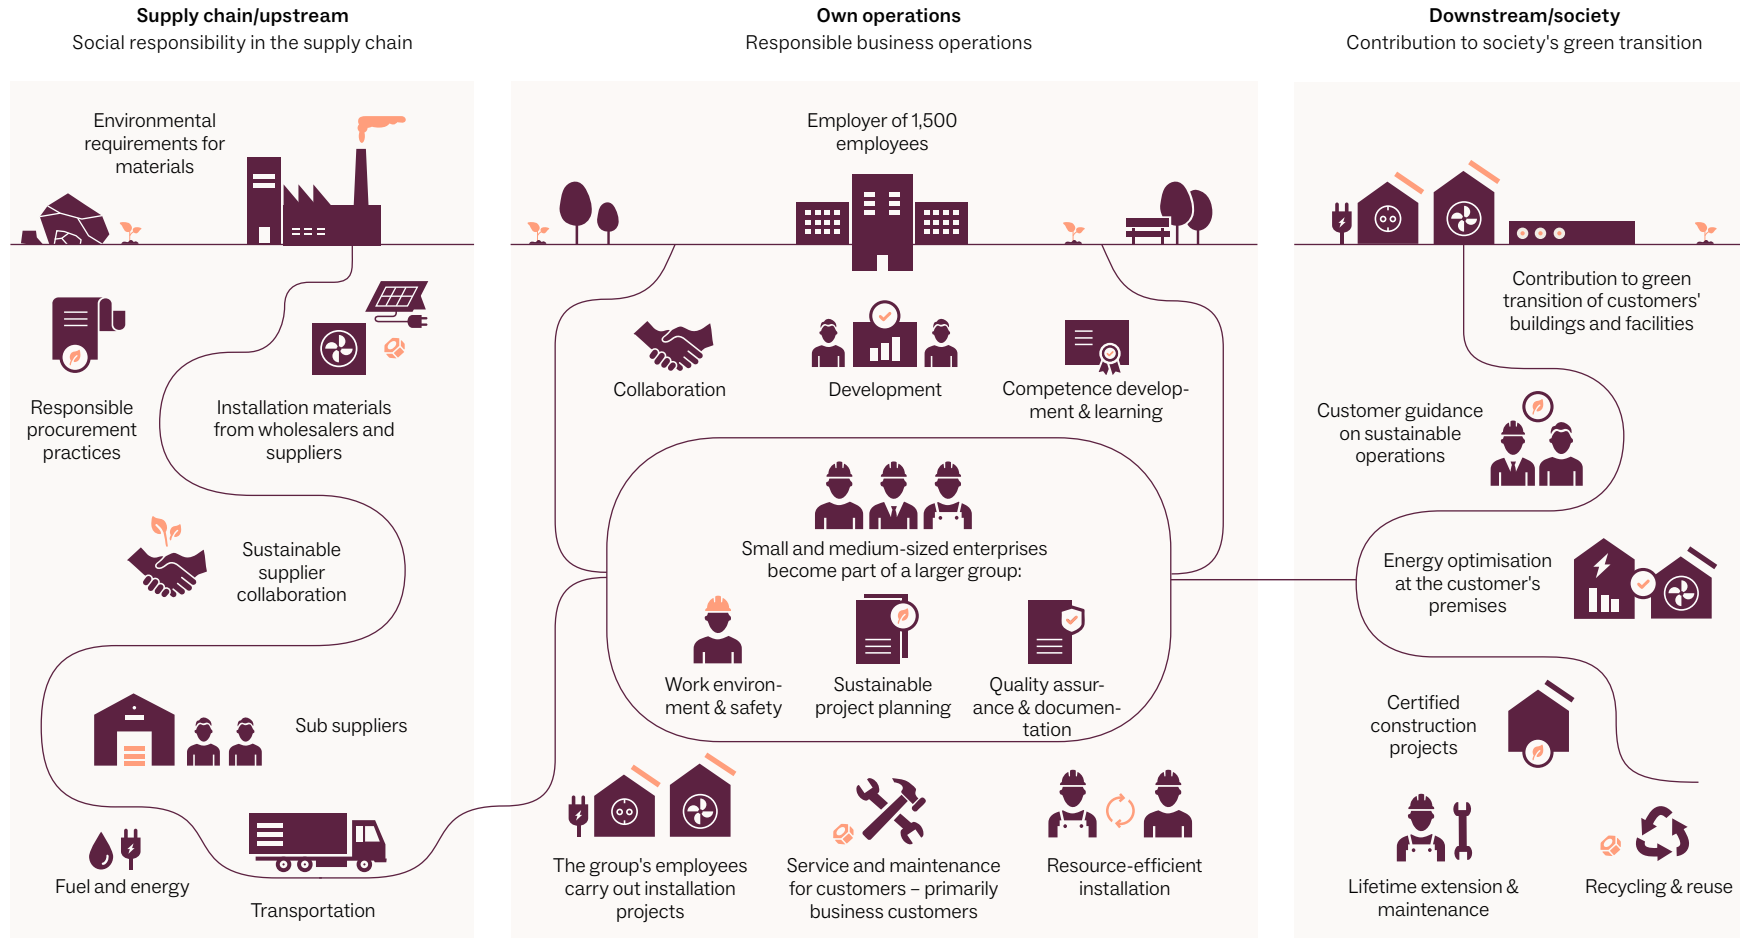 Supply chain/upstream
Social responsibility in the supply chain
Environmental
requirements for
materials
Responsible
procurement
practices
Installation materials
from wholesalers and
suppliers
Sustainable
supplier
collaboration
Sub suppliers
Fuel and energy
Transportation
Own operations
Responsible business operations
Employer of 1,500
employees
Collaboration
Development
Competence develop-
ment & learning
Small and medium-sized enterprises
become part of a larger group:
Work environ-
ment & safety
Sustainable
project planning
Quality assur-
ance & documen-
tation
The group's employees
carry out installation
projects
Service and maintenance
for customers – primarily
business customers
Resource-efficient
installation
Downstream/society
Contribution to society's green transition
Contribution to green
transition of customers'
buildings and facilities
Customer guidance
on sustainable
operations
Energy optimisation
at the customer's
premises
Certified
construction
projects
Lifetime extension &
maintenance
Recycling & reuse